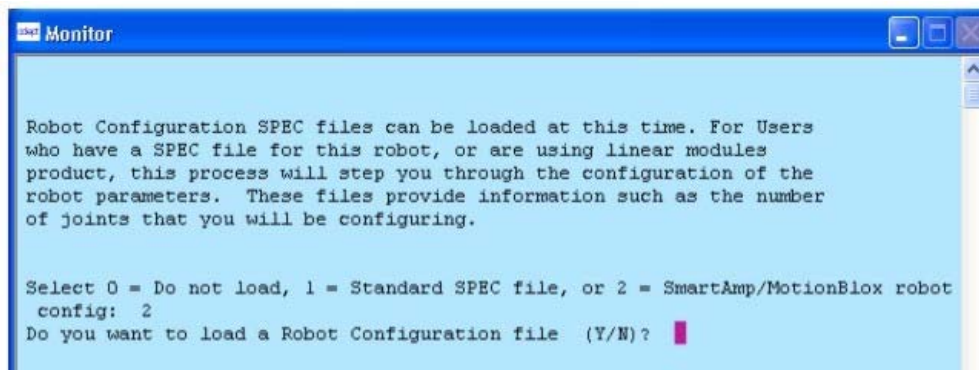 adept Monitor
Robot Configuration SPEC files can be loaded at this time. For Users
who have a SPEC file for this robot, or are using linear modules
product, this process will step you through the configuration of the
robot parameters.  These files provide information such as the number
of joints that you will be configuring.
Select 0 = Do not load, 1 = Standard SPEC file, or 2 = SmartAmp/MotionBlox robot
config:  2
Do you want to load a Robot Configuration file  (Y/N)?